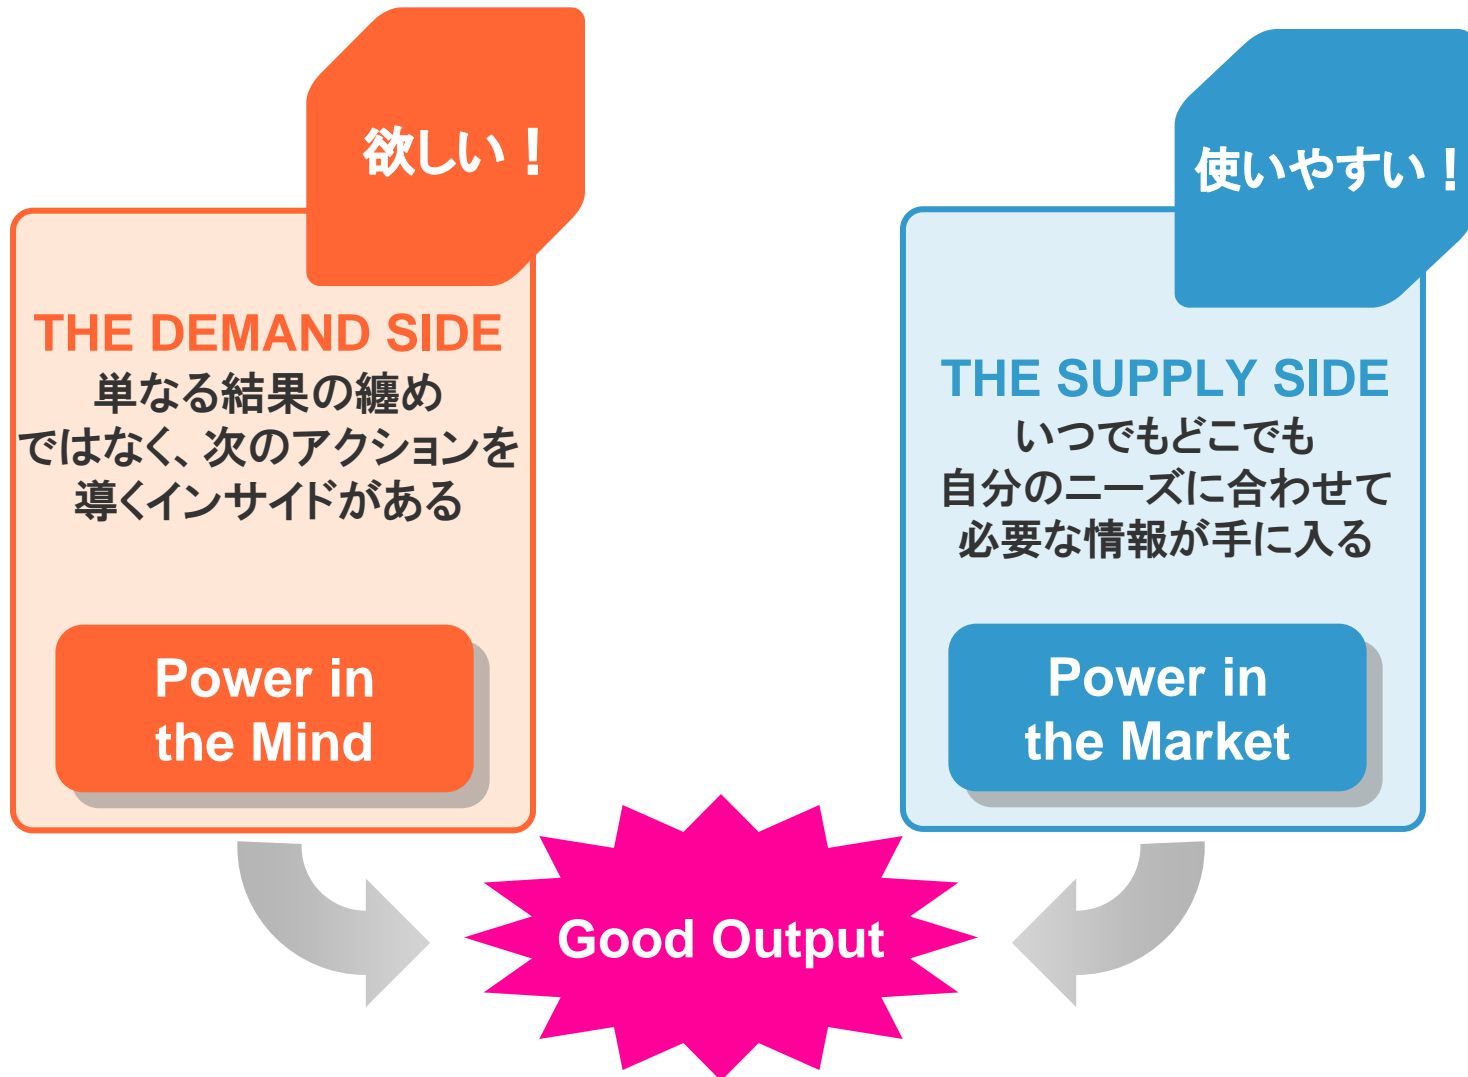 欲しい！
THE DEMAND SIDE
単なる結果の纏め
ではなく、次のアクションを
導くインサイドがある
Power in
the Mind
使いやすい！
THE SUPPLY SIDE
いつでもどこでも
自分のニーズに合わせて
必要な情報が手に入る
Power in
the Market
Good Output